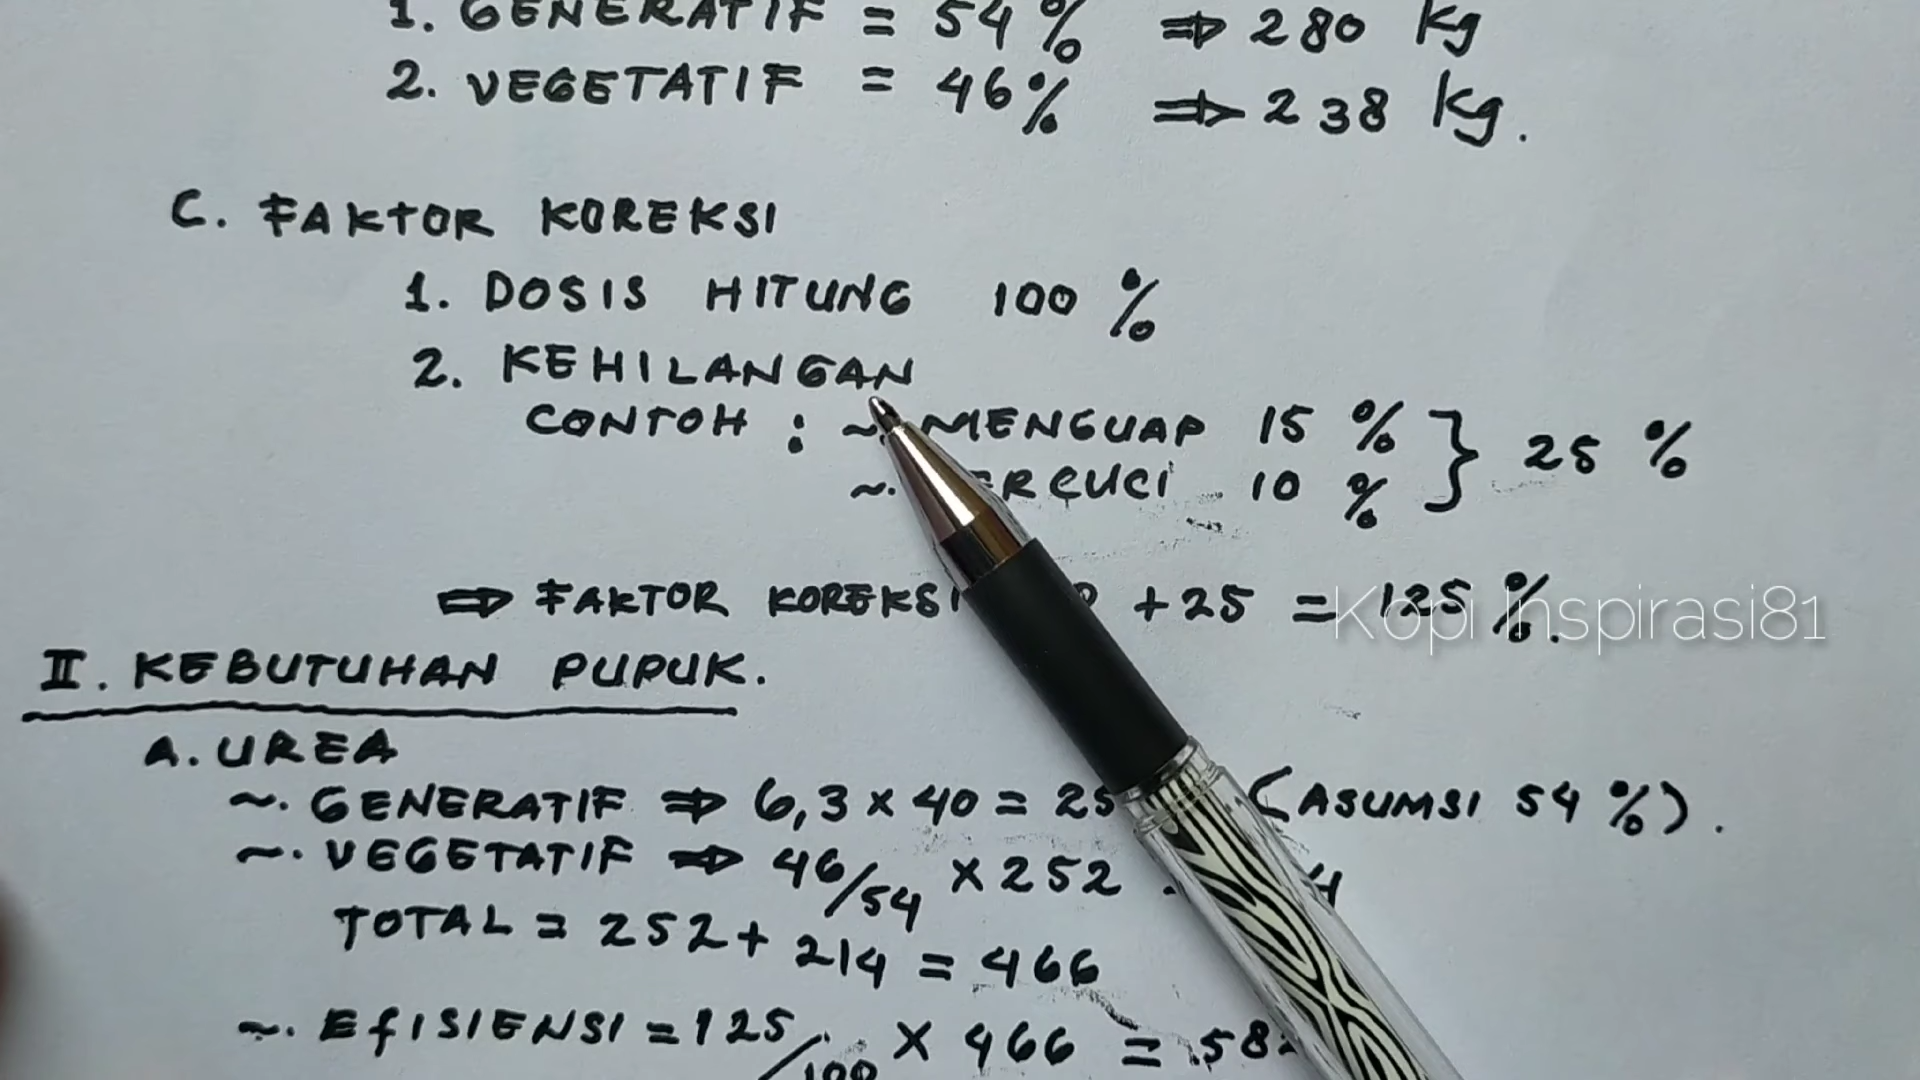 1. GENERATIF = 54% ⇒ 280 Kg
2. VEGETATIF = 46% ⇒ 238 Kg.
C. FAKTOR KOREKSI
1. DOSIS HITUNG 100 %
2. KEHILANGAN
CONTOH : ~. MENGUAP 15 % } 25 %
~. 10 %
⇒ FAKTOR KOREKSI +25 = 125 %.
Kopi Inspirasi81
II. KEBUTUHAN PUPUK.
A. UREA
~. GENERATIF ⇒ 6,3 x 40 = (ASUMSI 54 %).
~. VEGETATIF ⇒ 46/54 x 252
TOTAL = 252 + 214 = 466
~. EfISIENSI = 125/100 x 466 =